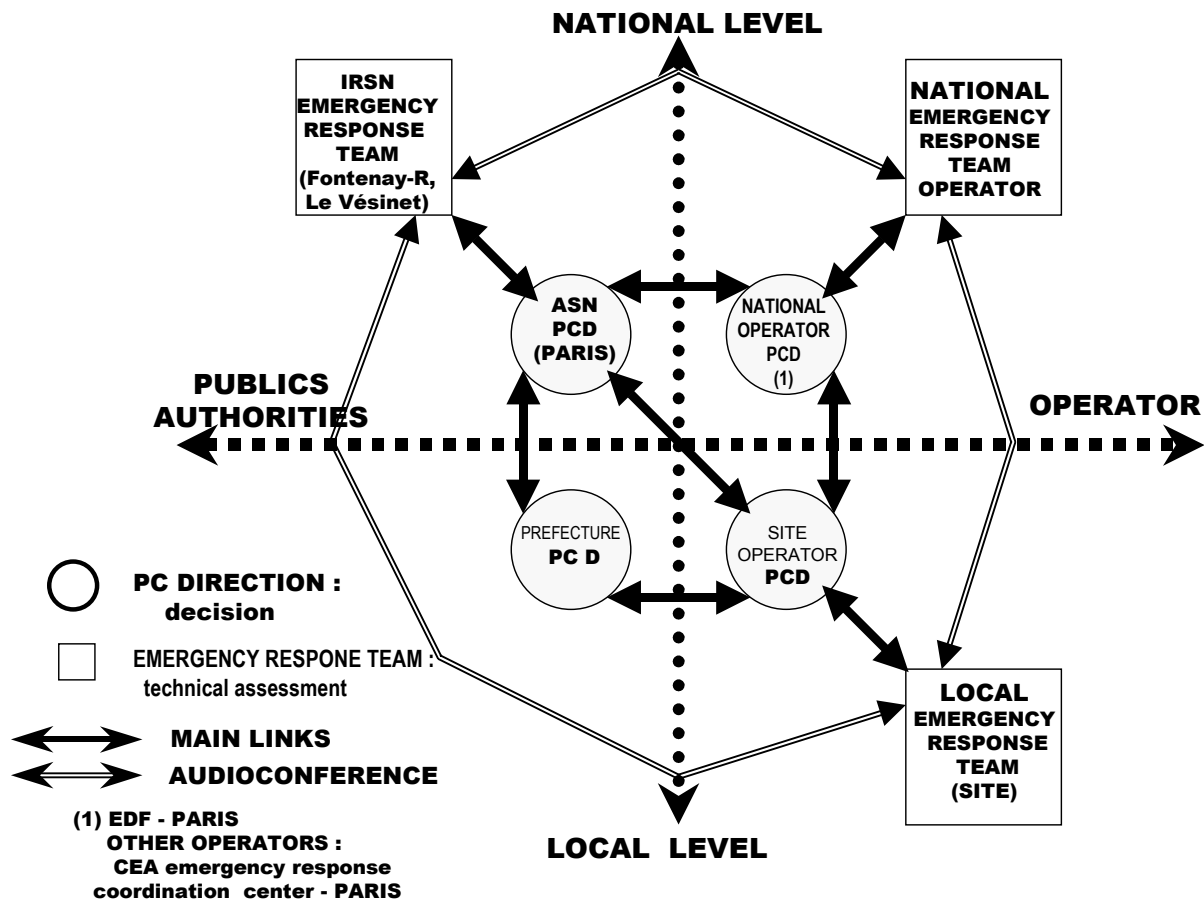 NATIONAL LEVEL
IRSN
EMERGENCY
RESPONSE
TEAM
(Fontenay-R,
Le Vésinet)
NATIONAL
EMERGENCY
RESPONSE
TEAM
OPERATOR
ASN
PCD
(PARIS)
NATIONAL
OPERATOR
PCD
(1)
PUBLICS
AUTHORITIES
OPERATOR
PREFECTURE
PC D
SITE
OPERATOR
PCD
PC DIRECTION :
decision
EMERGENCY RESPONE TEAM :
technical assessment
LOCAL
EMERGENCY
RESPONSE
TEAM
(SITE)
MAIN LINKS
AUDIOCONFERENCE
(1) EDF - PARIS
OTHER OPERATORS :
CEA emergency response
coordination center - PARIS
LOCAL LEVEL